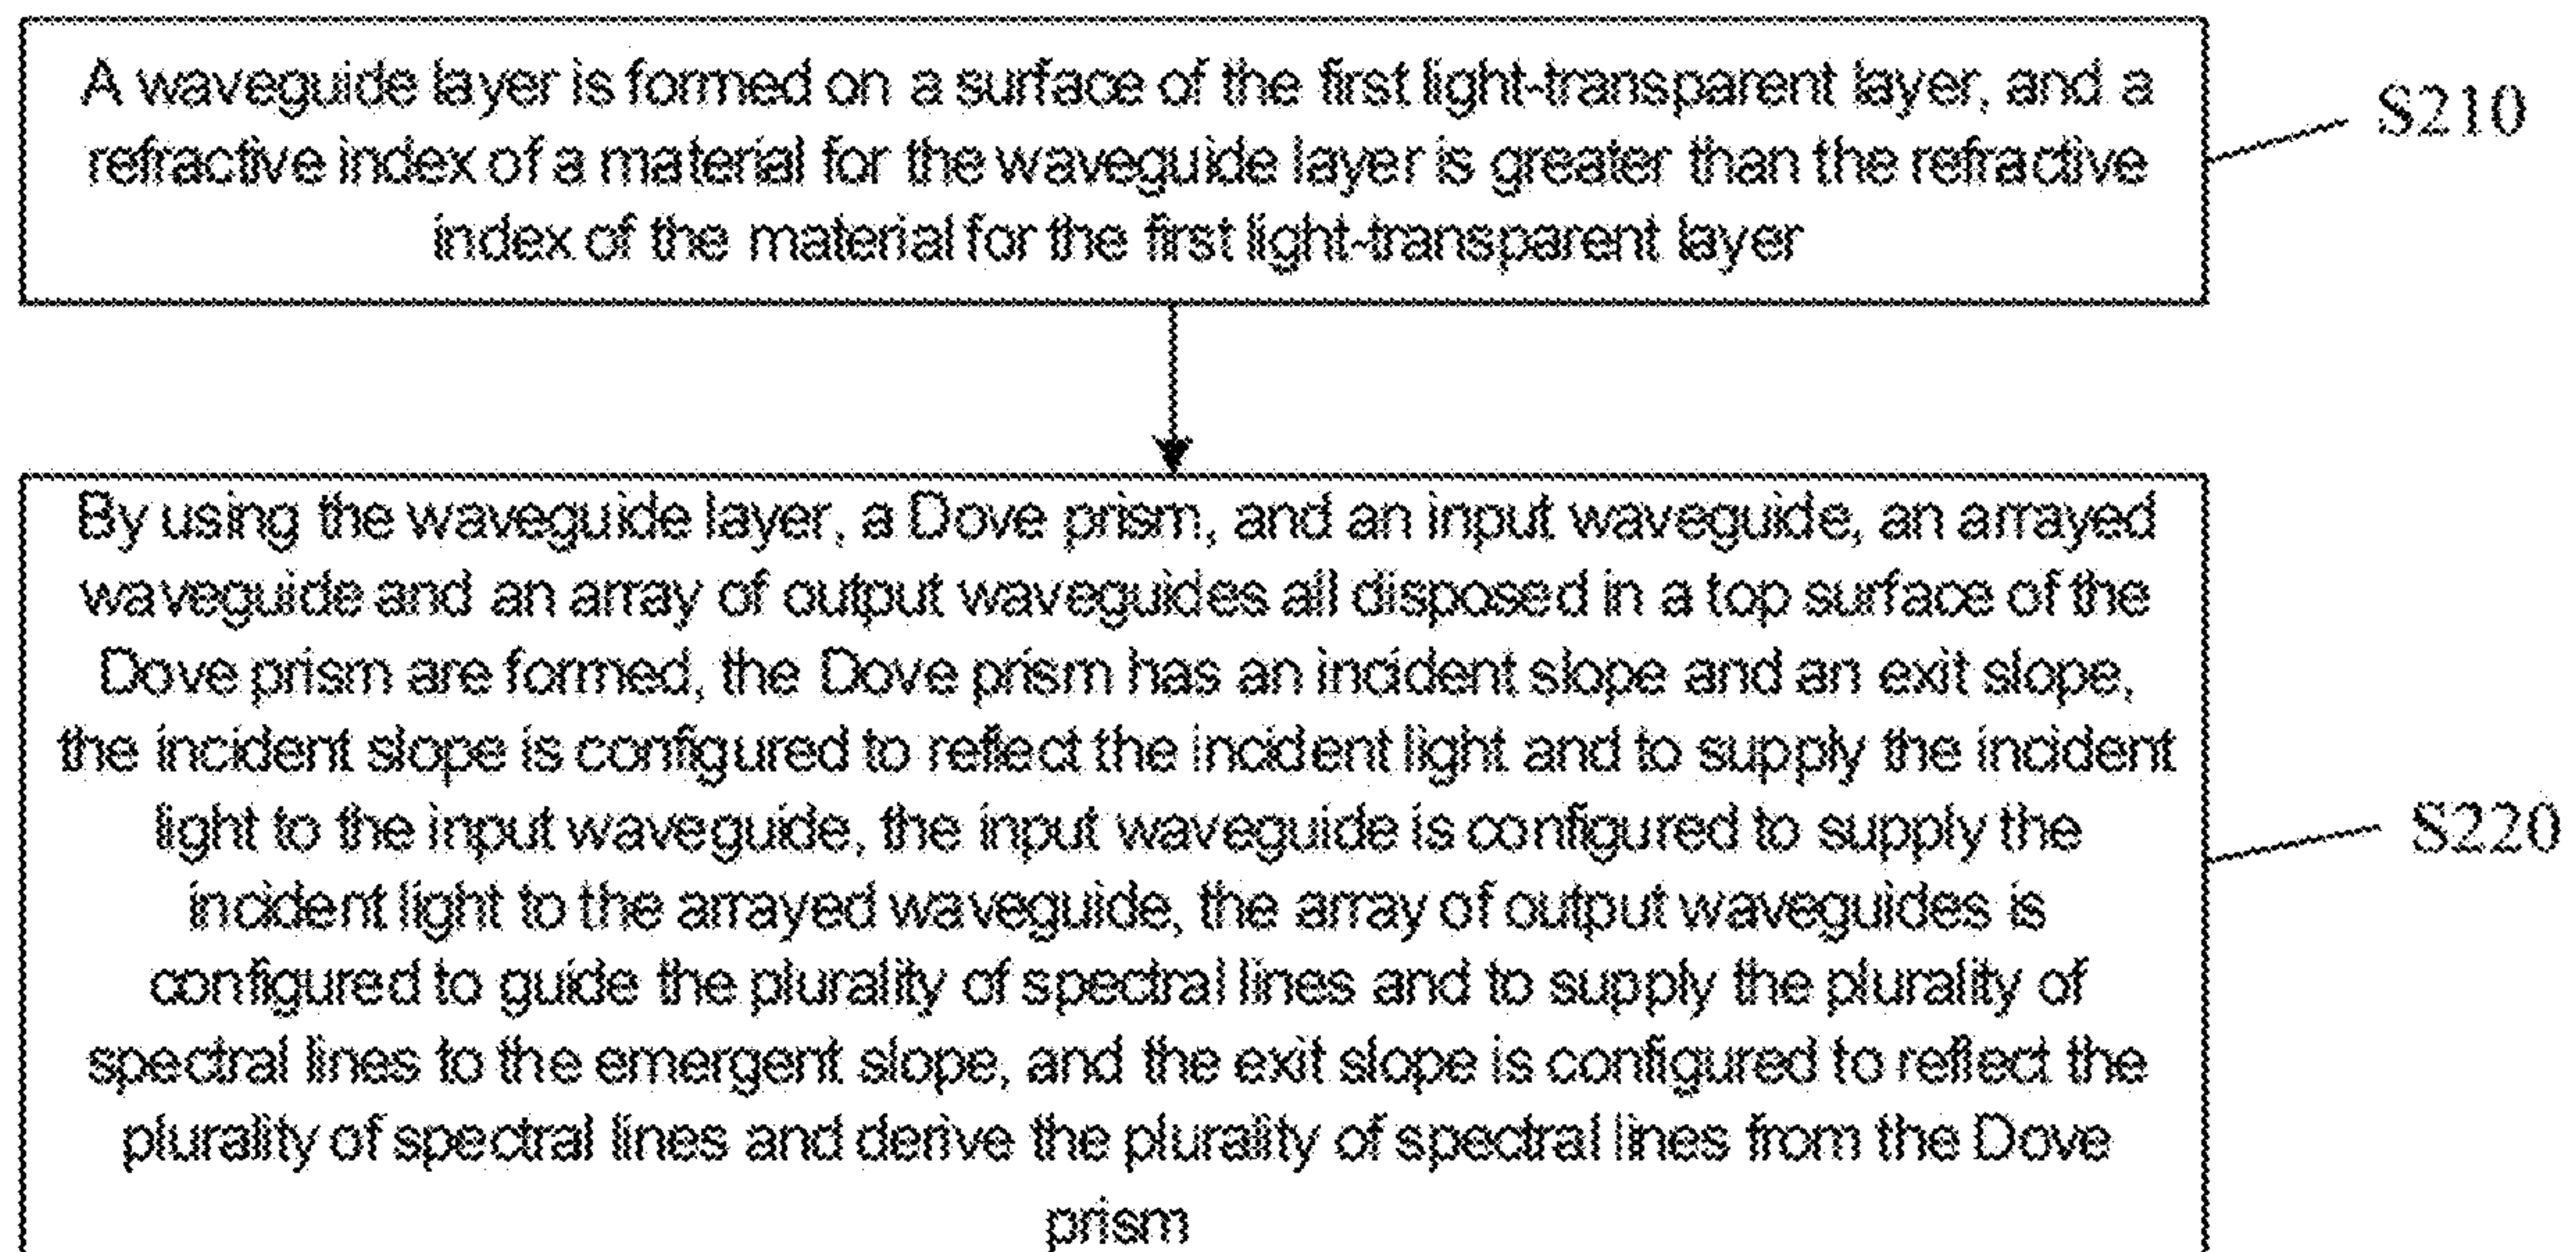 A waveguide layer is formed on a surface of the first light-transparent layer, and a
refractive index of a material for the waveguide layer is greater than the refractive
index of the material for the first light-transparent layer
S210
By using the waveguide layer, a Dove prism, and an input waveguide, an arrayed
waveguide and an array of output waveguides all disposed in a top surface of the
Dove prism are formed, the Dove prism has an incident slope and an exit slope,
the incident slope is configured to reflect the incident light and to supply the incident
light to the input waveguide, the input waveguide is configured to supply the
incident light to the arrayed waveguide, the array of output waveguides is
configured to guide the plurality of spectral lines and to supply the plurality of
spectral lines to the emergent slope, and the exit slope is configured to reflect the
plurality of spectral lines and derive the plurality of spectral lines from the Dove
prism
S220